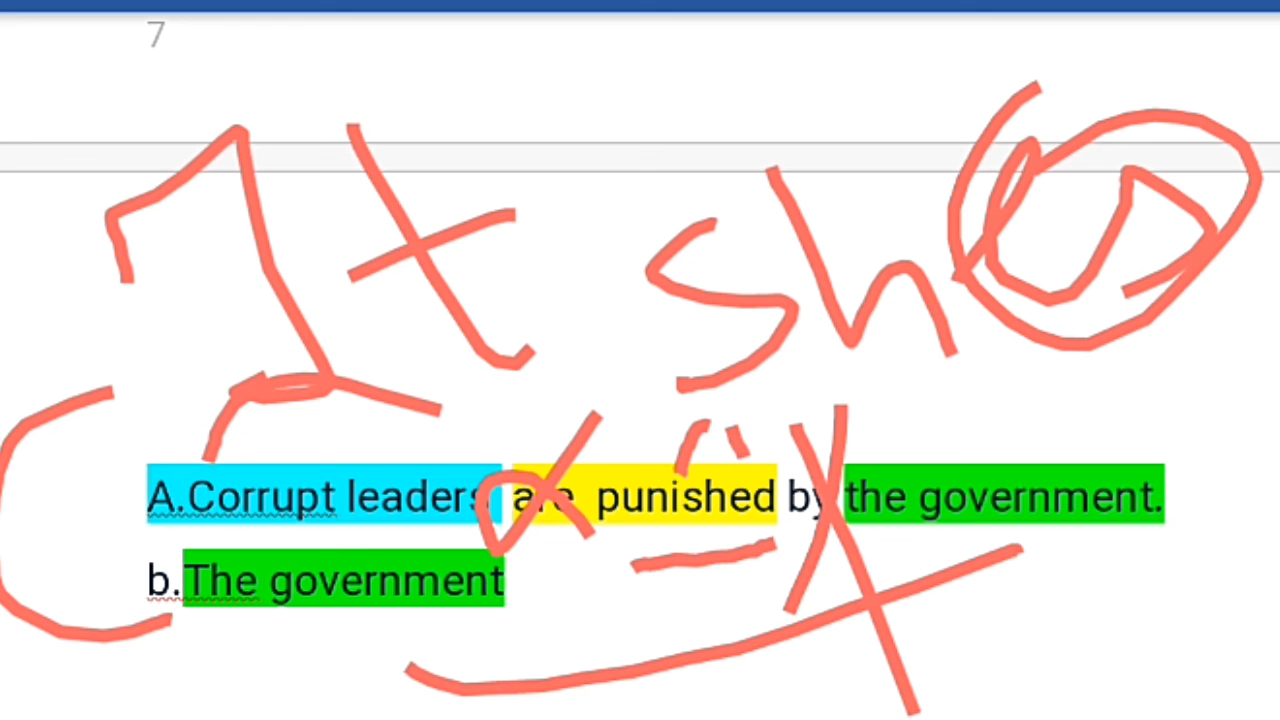 7
It sh
A.Corrupt leaders are punished by the government.
b.The government